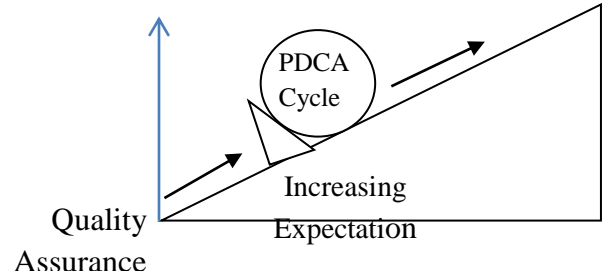 PDCA
Cycle
Increasing
Expectation
Quality
Assurance